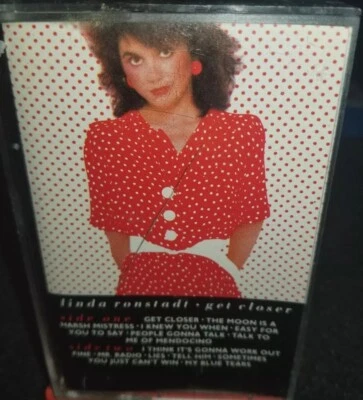 linda ronstadt · get closer
side one GET CLOSER · THE MOON IS A
HARSH MISTRESS · I KNEW YOU WHEN · EASY FOR
YOU TO SAY · PEOPLE GONNA TALK · TALK TO
ME OF MENDOCINO
side two I THINK IT'S GONNA WORK OUT
FINE · MR. RADIO · LIES · TELL HIM · SOMETIMES
YOU JUST CAN'T WIN · MY BLUE TEARS